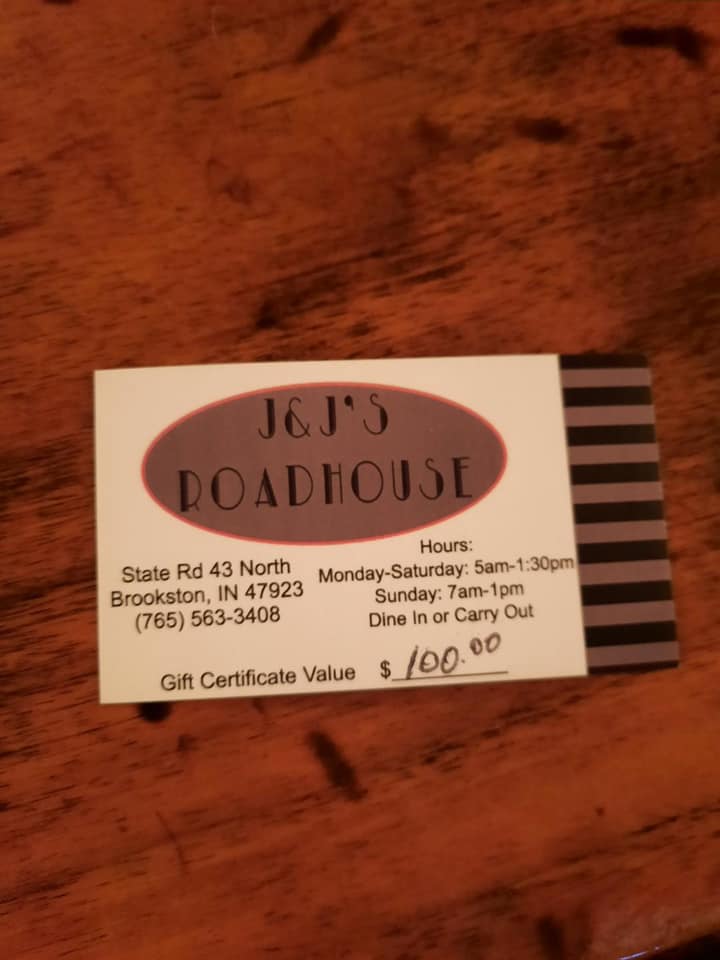 J&J'S
ROADHOUSE
State Rd 43 North
Brookston, IN 47923
(765) 563-3408
Hours:
Monday-Saturday: 5am-1:30pm
Sunday: 7am-1pm
Dine In or Carry Out
Gift Certificate Value $ 100.00